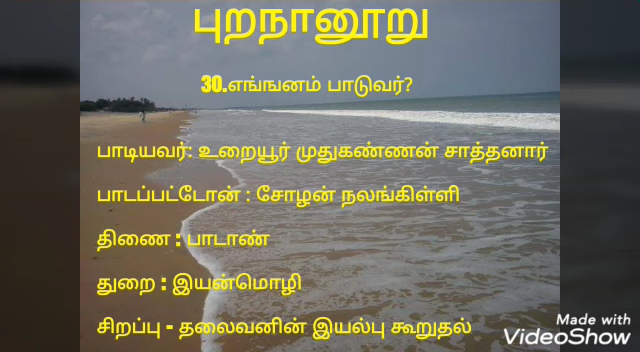 புறநானூறு
30.எங்ஙனம் பாடுவர்?
பாடியவர்: உறையூர் முதுகண்ணன் சாத்தனார்
பாடப்பட்டோன் : சோழன் நலங்கிள்ளி
திணை : பாடாண்
துறை : இயன்மொழி
சிறப்பு - தலைவனின் இயல்பு கூறுதல்
Made with
VideoShow